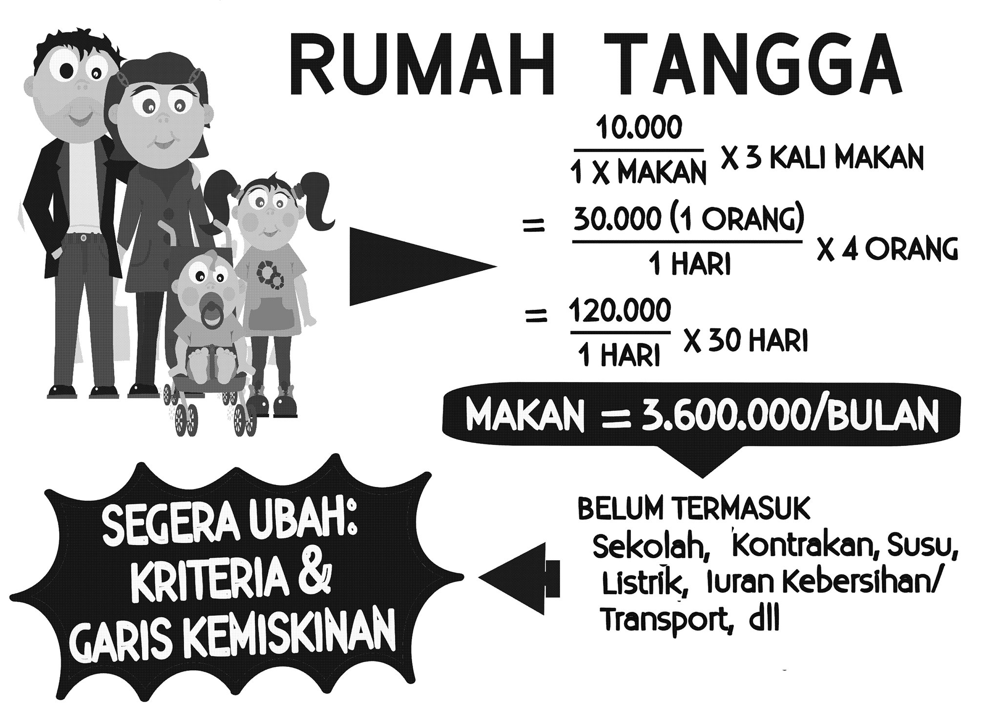 RUMAH TANGGA
10.000
1 X MAKAN
X 3 KALI MAKAN
= 30.000 (1 ORANG)
1 HARI
X 4 ORANG
= 120.000
1 HARI
X 30 HARI
MAKAN = 3.600.000/BULAN
BELUM TERMASUK
Sekolah, Kontrakan, Susu,
Listrik, Iuran Kebersihan/
Transport, dll
SEGERA UBAH:
KRITERIA &
GARIS KEMISKINAN